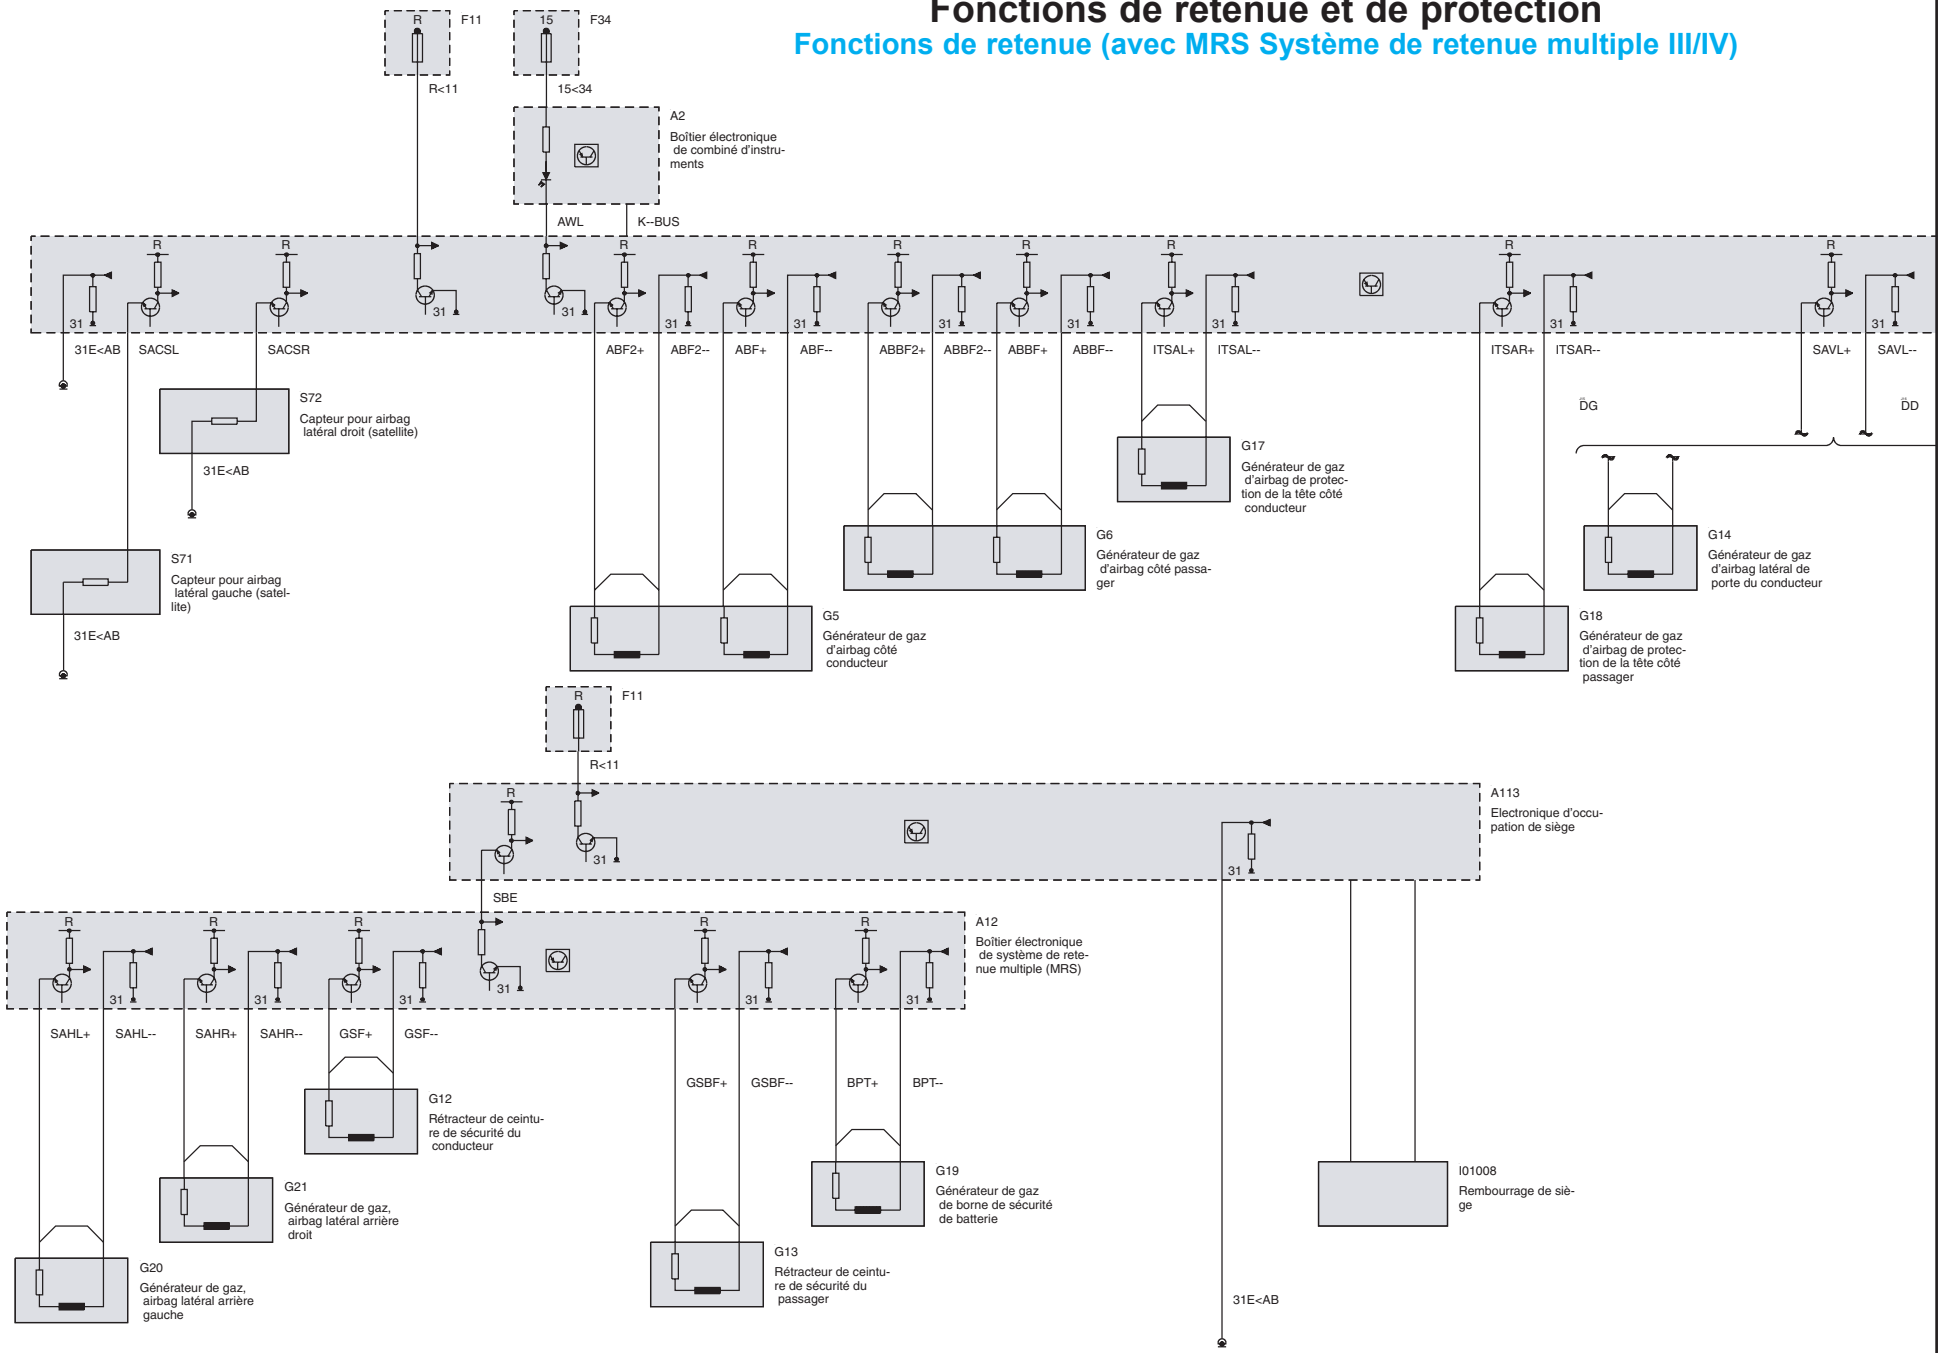 Fonctions de retenue et de protection
Fonctions de retenue (avec MRS Système de retenue multiple III/IV)
R
F11
15
F34
R<11
15<34
A2
Boîtier électronique
de combiné d'instru-
ments
AWL
K--BUS
R
R
R
R
R
R
R
R
R
31
31
31
31
31
31
31
31
31
31
31E<AB
SACSL
SACSR
ABF2+
ABF2--
ABF+
ABF--
ABBF2+
ABBF2--
ABBF+
ABBF--
ITSAL+
ITSAL--
ITSAR+
ITSAR--
SAVL+
SAVL--
S72
Capteur pour airbag
latéral droit (satellite)
31E<AB
DG
DD
G17
Générateur de gaz
d'airbag de protec-
tion de la tête côté
conducteur
S71
Capteur pour airbag
latéral gauche (satel-
lite)
31E<AB
G6
Générateur de gaz
d'airbag côté passa-
ger
G14
Générateur de gaz
d'airbag latéral de
porte du conducteur
G5
Générateur de gaz
d'airbag côté
conducteur
G18
Générateur de gaz
d'airbag de protec-
tion de la tête côté
passager
R
F11
R<11
R
31
31
A113
Electronique d'occu-
pation de siège
SBE
R
R
R
R
R
31
31
31
31
31
31
A12
Boîtier électronique
de système de rete-
nue multiple (MRS)
SAHL+
SAHL--
SAHR+
SAHR--
GSF+
GSF--
GSBF+
GSBF--
BPT+
BPT--
G12
Rétracteur de ceintu-
re de sécurité du
conducteur
G21
Générateur de gaz,
airbag latéral arrière
droit
G19
Générateur de gaz
de borne de sécurité
de batterie
I01008
Rembourrage de siè-
ge
G20
Générateur de gaz,
airbag latéral arrière
gauche
G13
Rétracteur de ceintu-
re de sécurité du
passager
31E<AB